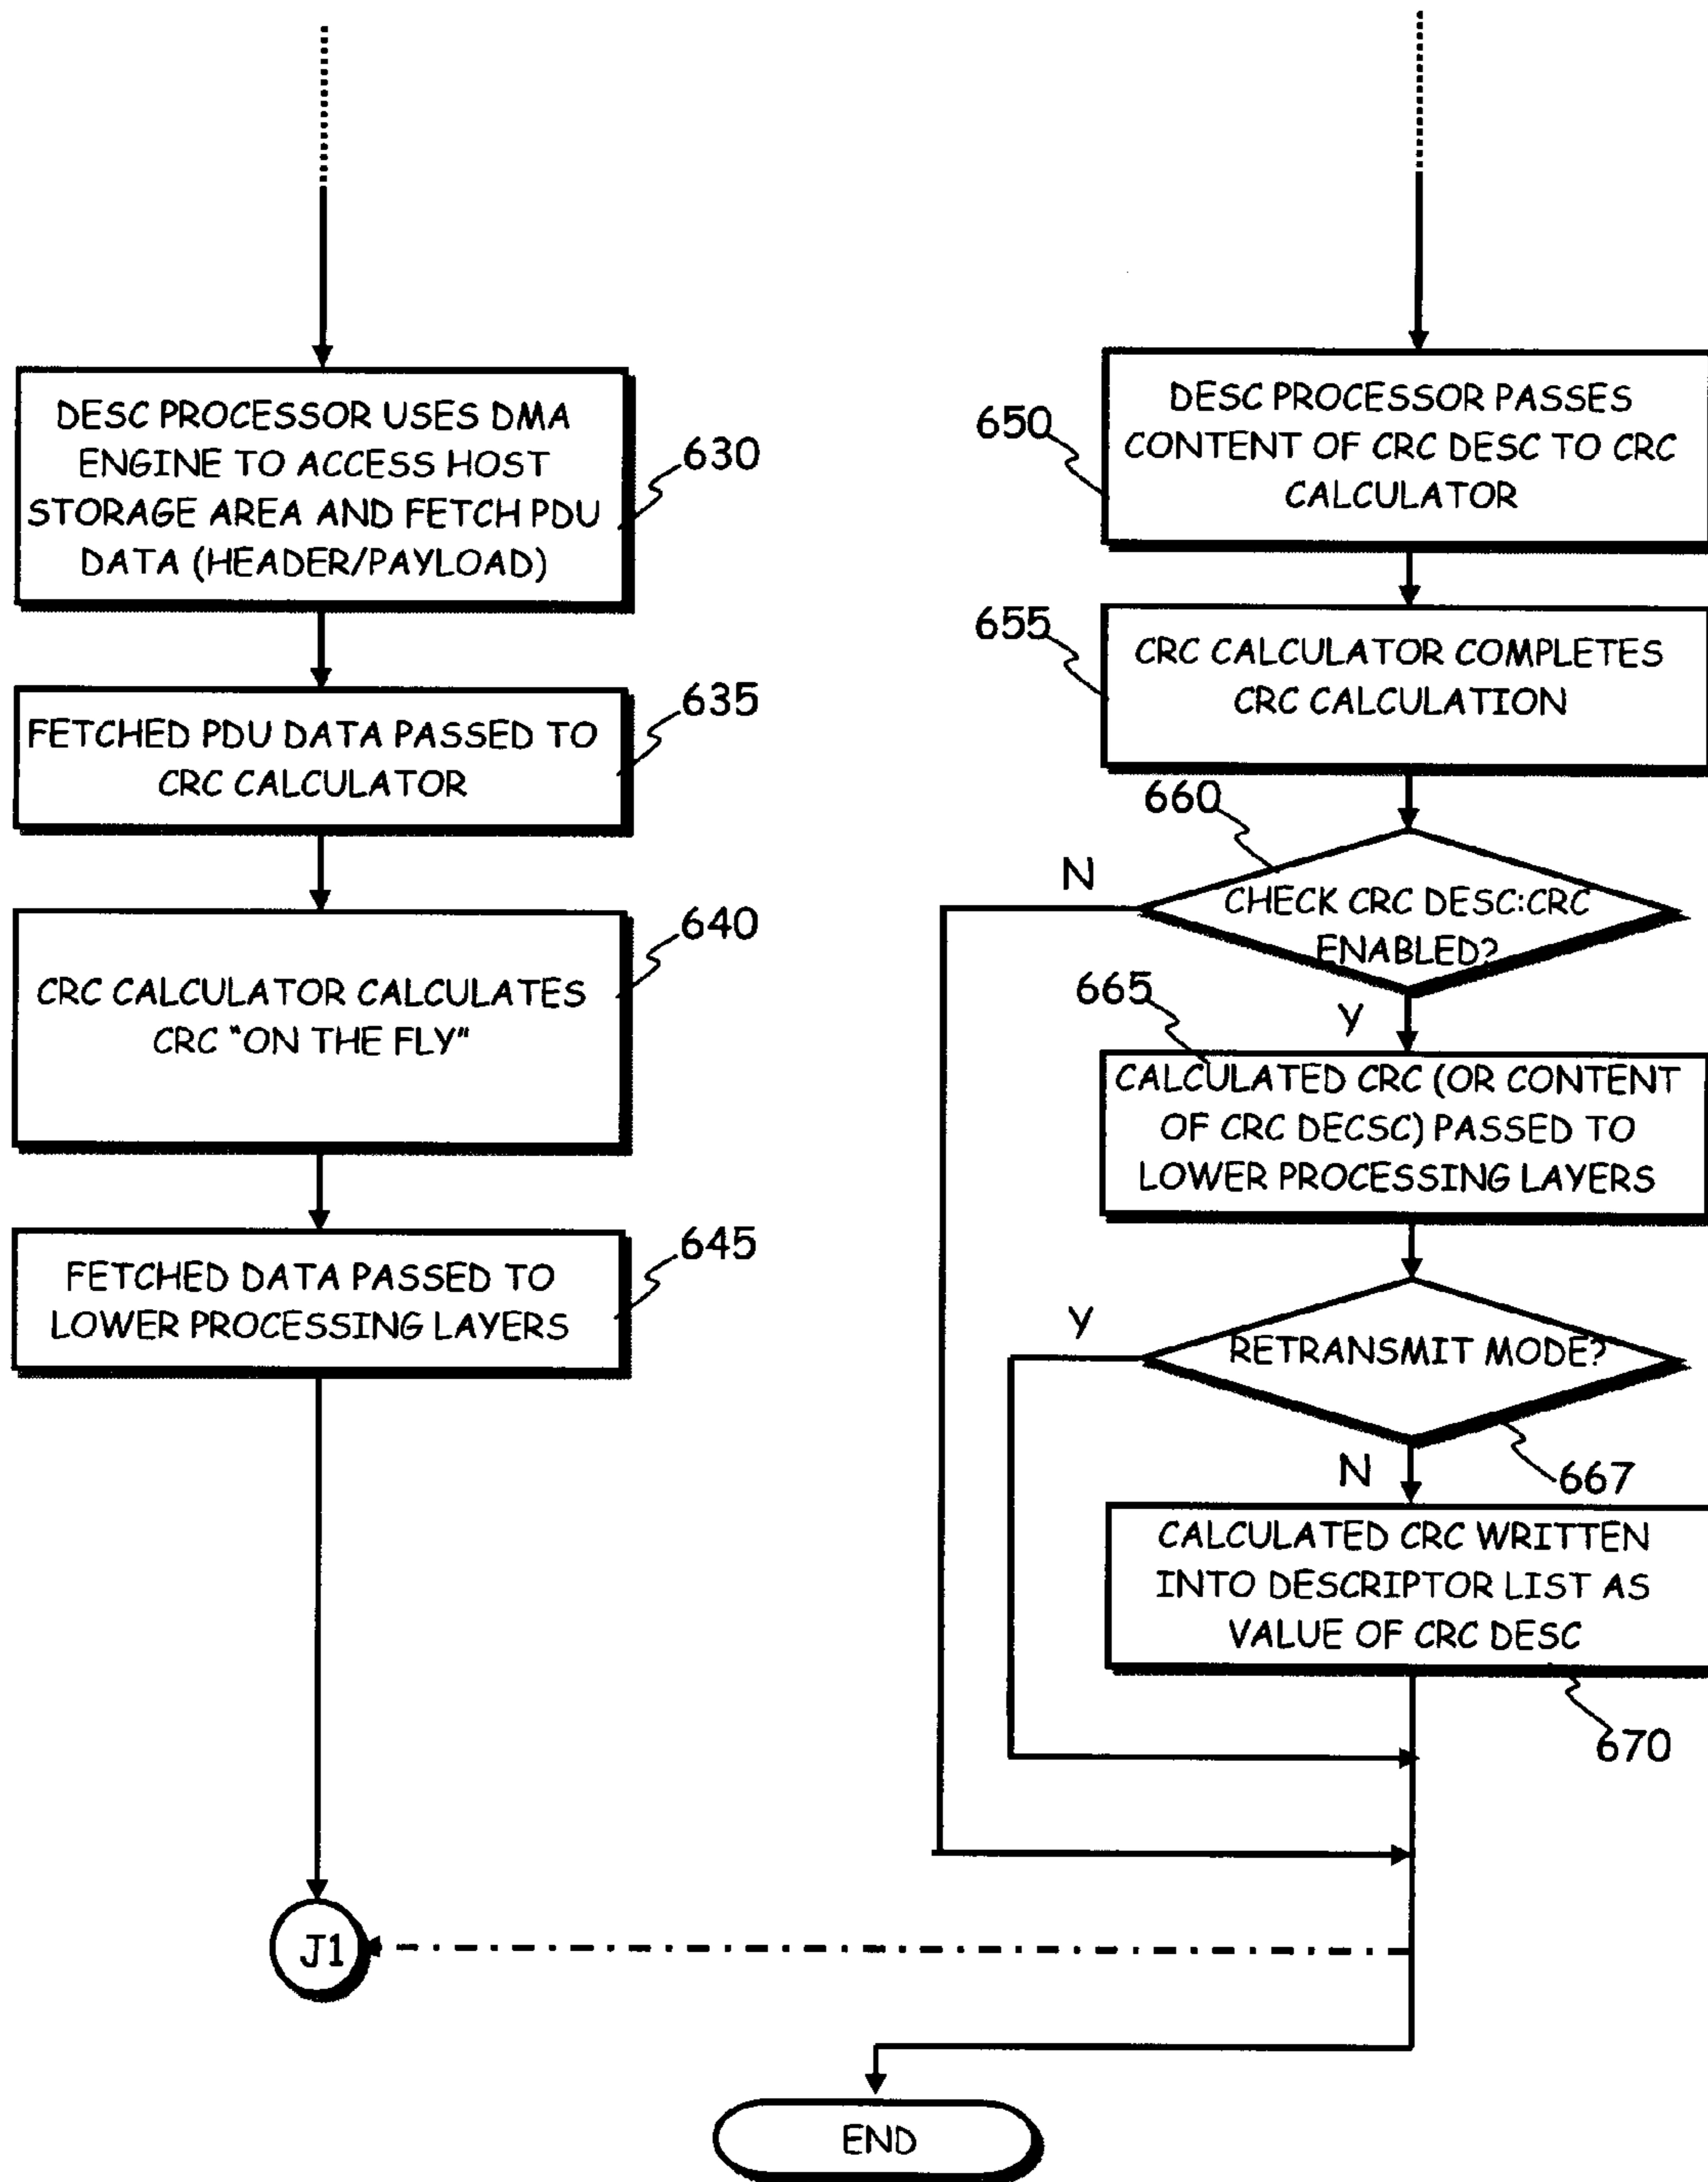 DESC PROCESSOR USES DMA
ENGINE TO ACCESS HOST
STORAGE AREA AND FETCH PDU
DATA (HEADER/PAYLOAD)
630
FETCHED PDU DATA PASSED TO
CRC CALCULATOR
635
CRC CALCULATOR CALCULATES
CRC "ON THE FLY"
640
FETCHED DATA PASSED TO
LOWER PROCESSING LAYERS
645
J1
650
DESC PROCESSOR PASSES
CONTENT OF CRC DESC TO CRC
CALCULATOR
655
CRC CALCULATOR COMPLETES
CRC CALCULATION
660
N
CHECK CRC DESC:CRC
ENABLED?
Y
665
CALCULATED CRC (OR CONTENT
OF CRC DECSC) PASSED TO
LOWER PROCESSING LAYERS
Y
RETRANSMIT MODE?
667
N
CALCULATED CRC WRITTEN
INTO DESCRIPTOR LIST AS
VALUE OF CRC DESC
670
END